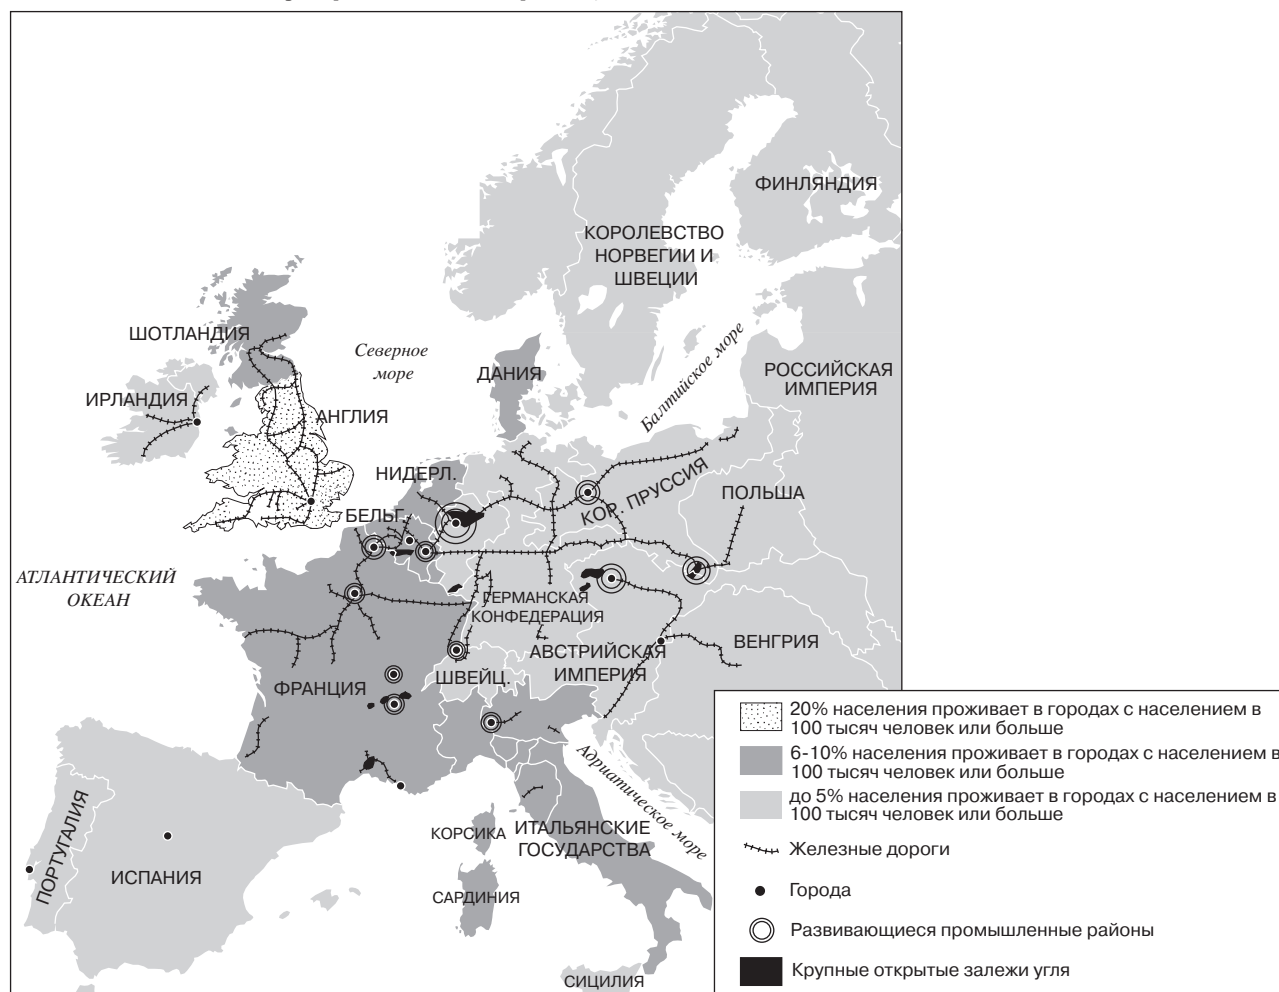 ФИНЛЯНДИЯ
КОРОЛЕВСТВО
НОРВЕГИИ И
ШВЕЦИИ
ШОТЛАНДИЯ
Северное
море
ДАНИЯ
Балтийское море
РОССИЙСКАЯ
ИМПЕРИЯ
ИРЛАНДИЯ
АНГЛИЯ
НИДЕРЛ.
КОР. ПРУССИЯ
ПОЛЬША
БЕЛЬГ.
АТЛАНТИЧЕСКИЙ
ОКЕАН
ГЕРМАНСКАЯ
КОНФЕДЕРАЦИЯ
ВЕНГРИЯ
АВСТРИЙСКАЯ
ИМПЕРИЯ
ФРАНЦИЯ
ШВЕЙЦ.
Адриатическое море
ПОРТУГАЛИЯ
ИСПАНИЯ
КОРСИКА
ИТАЛЬЯНСКИЕ
ГОСУДАРСТВА
САРДИНИЯ
СИЦИЛИЯ
20% населения проживает в городах с населением в
100 тысяч человек или больше
6-10% населения проживает в городах с населением в
100 тысяч человек или больше
до 5% населения проживает в городах с населением в
100 тысяч человек или больше
Железные дороги
Города
Развивающиеся промышленные районы
Крупные открытые залежи угля